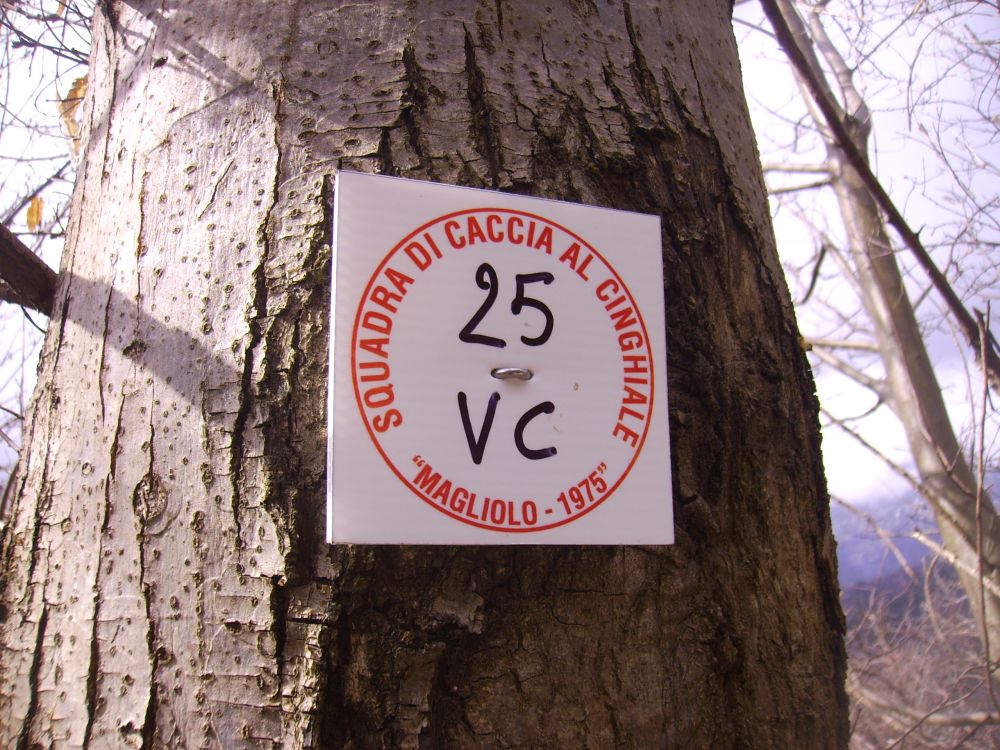 SQUADRA DI CACCIA AL CINGHIALE
25
VC
"MAGLIOLO - 1975"